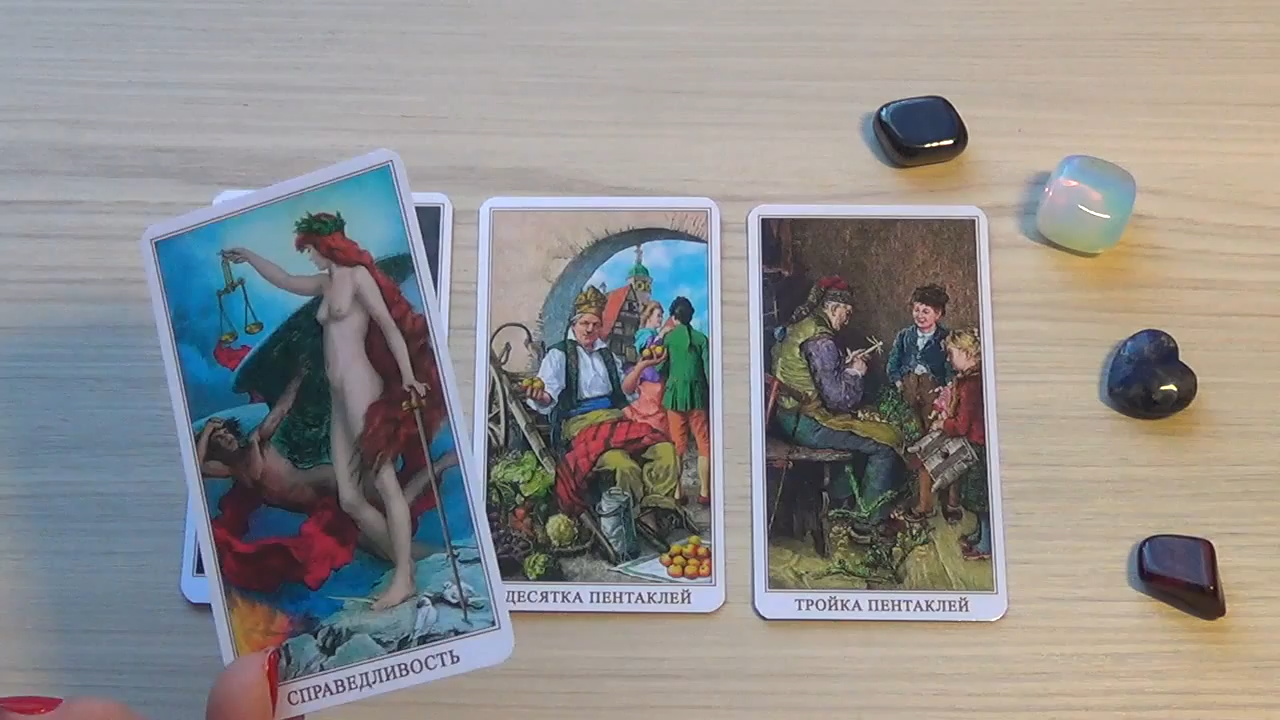 СПРАВЕДЛИВОСТЬ
ДЕСЯТКА ПЕНТАКЛЕЙ
ТРОЙКА ПЕНТАКЛЕЙ